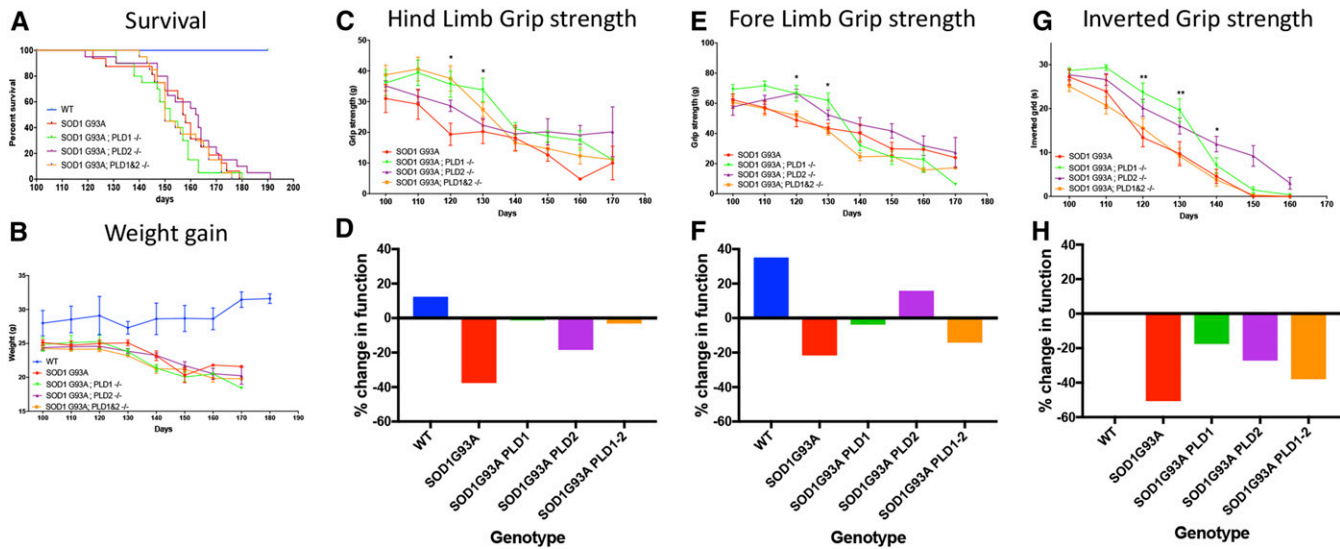 A Survival
Percent survival
100
80
60
40
20
0
100 110 120 130 140 150 160 170 180 190 200
days
WT
SOD1 G93A
SOD1 G93A ; PLD1 -/-
SOD1 G93A ; PLD2 -/-
SOD1 G93A; PLD1&2 -/-
B Weight gain
Weight (g)
35
30
25
20
15
100 110 120 130 140 150 160 170 180
Days
WT
SOD1 G93A
SOD1 G93A ; PLD1 -/-
SOD1 G93A ; PLD2 -/-
SOD1 G93A ; PLD1&2 -/-
C Hind Limb Grip strength
Grip strength (g)
50
40
30
20
10
0
* *
100 110 120 130 140 150 160 170 180
Days
SOD1 G93A
SOD1 G93A ; PLD1 -/-
SOD1 G93A ; PLD2 -/-
SOD1 G93A ; PLD1&2 -/-
D
% change in function
40
20
0
-20
-40
-60
WT
SOD1G93A
SOD1G93A PLD1
SOD1G93A PLD2
SOD1G93A PLD1-2
Genotype
E Fore Limb Grip strength
Grip strength (g)
100
80
60
40
20
0
* *
100 110 120 130 140 150 160 170 180
Days
SOD1 G93A
SOD1 G93A ; PLD1 -/-
SOD1 G93A ; PLD2 -/-
SOD1 G93A ; PLD1&2 -/-
F
% change in function
40
20
0
-20
-40
-60
WT
SOD1G93A
SOD1G93A PLD1
SOD1G93A PLD2
SOD1G93A PLD1-2
Genotype
G Inverted Grip strength
Inverted grid (s)
30
20
10
0
** ** *
100 110 120 130 140 150 160 170
Days
SOD1 G93A
SOD1 G93A ; PLD1 -/-
SOD1 G93A ; PLD2 -/-
SOD1 G93A ; PLD1&2 -/-
H
% change in function
40
20
0
-20
-40
-60
WT
SOD1G93A
SOD1G93A PLD1
SOD1G93A PLD2
SOD1G93A PLD1-2
Genotype